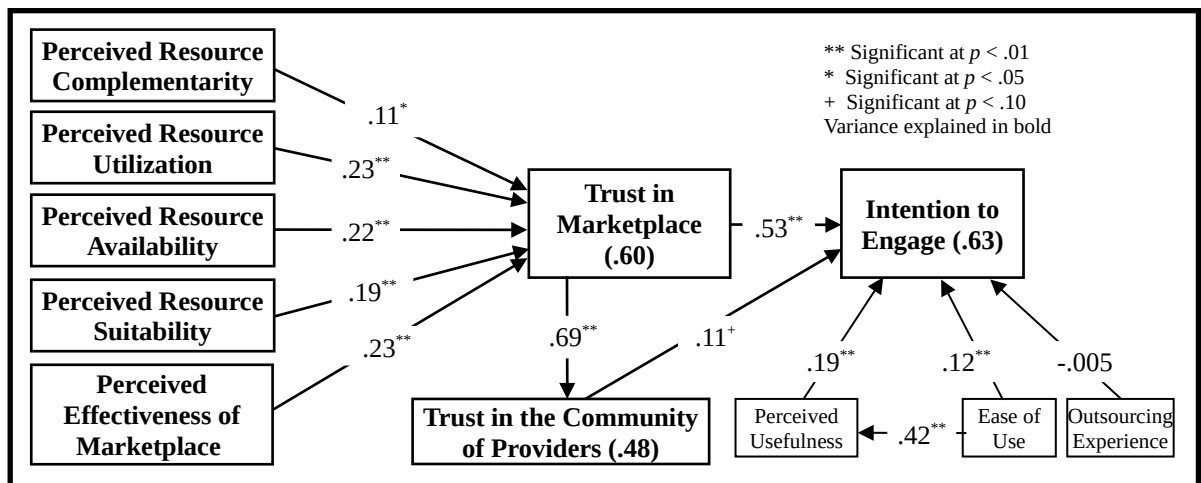 Perceived Resource
Complementarity
Perceived Resource
Utilization
Perceived Resource
Availability
Perceived Resource
Suitability
Perceived
Effectiveness of
Marketplace
.11*
.23**
.22**
.19**
.23**
** Significant at p < .01
* Significant at p < .05
+ Significant at p < .10
Variance explained in bold
Trust in
Marketplace
(.60)
.53**
Intention to
Engage (.63)
.69**
.11+
.19**
.12**
-.005
Trust in the Community
of Providers (.48)
Perceived
Usefulness
.42**
Ease of
Use
Outsourcing
Experience